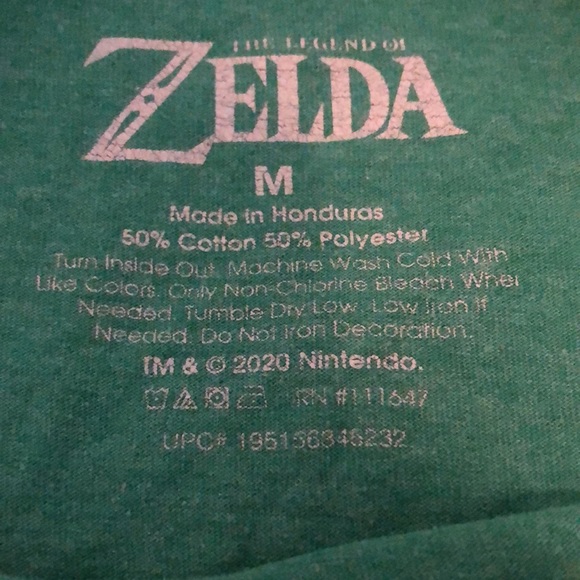 THE LEGEND OF
ZELDA
M
Made in Honduras
50% Cotton 50% Polyester
Turn Inside Out. Machine Wash Cold With
Like Colors. Only Non-Chlorine Bleach When
Needed. Tumble Dry Low. Low Iron If
Needed. Do Not Iron Decoration.
TM & © 2020 Nintendo.
RN #111647
UPC# 195156345232